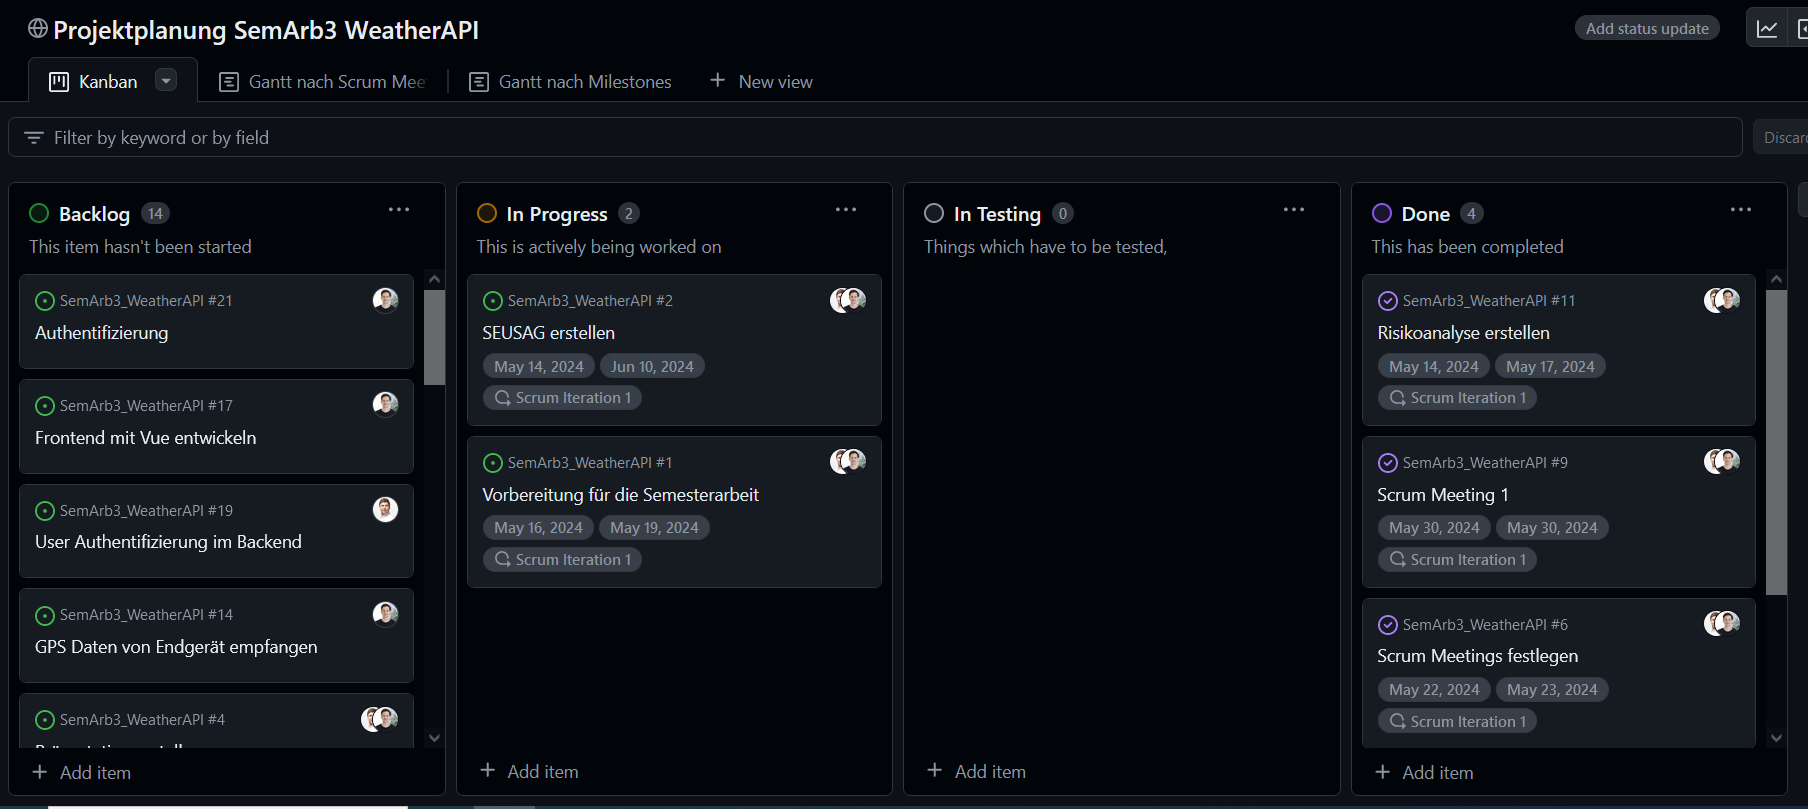 Projektplanung SemArb3 WeatherAPI
Add status update
Kanban
Gantt nach Scrum Mee
Gantt nach Milestones
New view
Filter by keyword or by field
Discar
Backlog 14
This item hasn't been started
SemArb3_WeatherAPI #21
Authentifizierung
SemArb3_WeatherAPI #17
Frontend mit Vue entwickeln
SemArb3_WeatherAPI #19
User Authentifizierung im Backend
SemArb3_WeatherAPI #14
GPS Daten von Endgerät empfangen
SemArb3_WeatherAPI #4
Add item
In Progress 2
This is actively being worked on
SemArb3_WeatherAPI #2
SEUSAG erstellen
May 14, 2024 Jun 10, 2024
Scrum Iteration 1
SemArb3_WeatherAPI #1
Vorbereitung für die Semesterarbeit
May 16, 2024 May 19, 2024
Scrum Iteration 1
Add item
In Testing 0
Things which have to be tested,
Add item
Done 4
This has been completed
SemArb3_WeatherAPI #11
Risikoanalyse erstellen
May 14, 2024 May 17, 2024
Scrum Iteration 1
SemArb3_WeatherAPI #9
Scrum Meeting 1
May 30, 2024 May 30, 2024
Scrum Iteration 1
SemArb3_WeatherAPI #6
Scrum Meetings festlegen
May 22, 2024 May 23, 2024
Scrum Iteration 1
Add item